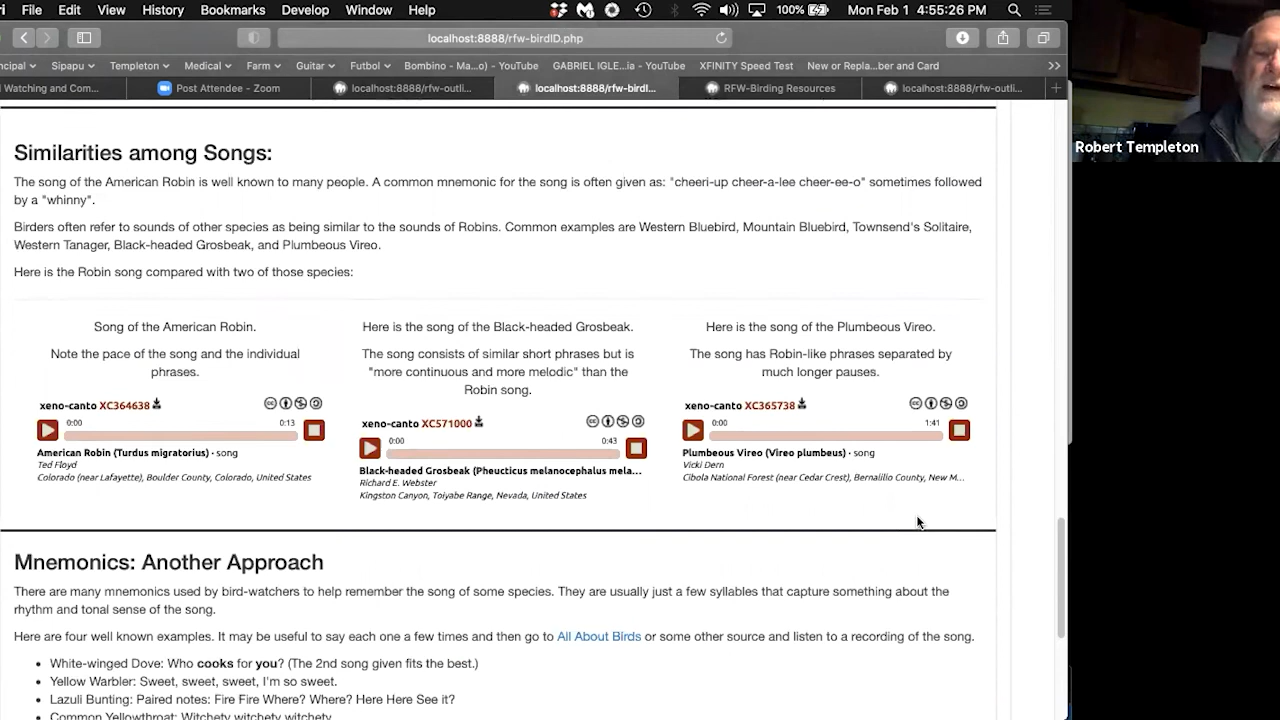 File Edit View History Bookmarks Develop Window Help 100% Mon Feb 1 4:55:26 PM
localhost:8888/rfw-birdID.php
ncipal Sipapu Templeton Medical Farm Guitar Futbol Bombino - Ma...o) - YouTube GABRIEL IGLE...ia - YouTube XFINITY Speed Test New or Repla...ber and Card
Watching and Com... Post Attendee - Zoom localhost:8888/rfw-outli... localhost:8888/rfw-birdI... RFW-Birding Resources localhost:8888/rfw-outli...
Robert Templeton
Similarities among Songs:
The song of the American Robin is well known to many people. A common mnemonic for the song is often given as: "cheeri-up cheer-a-lee cheer-ee-o" sometimes followed
by a "whinny".
Birders often refer to sounds of other species as being similar to the sounds of Robins. Common examples are Western Bluebird, Mountain Bluebird, Townsend's Solitaire,
Western Tanager, Black-headed Grosbeak, and Plumbeous Vireo.
Here is the Robin song compared with two of those species:
Song of the American Robin.
Note the pace of the song and the individual
phrases.
xeno-canto XC364638
0:00 0:13
American Robin (Turdus migratorius) · song
Ted Floyd
Colorado (near Lafayette), Boulder County, Colorado, United States
Here is the song of the Black-headed Grosbeak.
The song consists of similar short phrases but is
"more continuous and more melodic" than the
Robin song.
xeno-canto XC571000
0:00 0:43
Black-headed Grosbeak (Pheucticus melanocephalus mela...
Richard E. Webster
Kingston Canyon, Toiyabe Range, Nevada, United States
Here is the song of the Plumbeous Vireo.
The song has Robin-like phrases separated by
much longer pauses.
xeno-canto XC365738
0:00 1:41
Plumbeous Vireo (Vireo plumbeus) · song
Vicki Dern
Cibola National Forest (near Cedar Crest), Bernalillo County, New M...
Mnemonics: Another Approach
There are many mnemonics used by bird-watchers to help remember the song of some species. They are usually just a few syllables that capture something about the
rhythm and tonal sense of the song.
Here are four well known examples. It may be useful to say each one a few times and then go to All About Birds or some other source and listen to a recording of the song.
• White-winged Dove: Who cooks for you? (The 2nd song given fits the best.)
• Yellow Warbler: Sweet, sweet, sweet, I'm so sweet.
• Lazuli Bunting: Paired notes: Fire Fire Where? Where? Here Here See it?
• Common Yellowthroat: Witchety witchety witchety